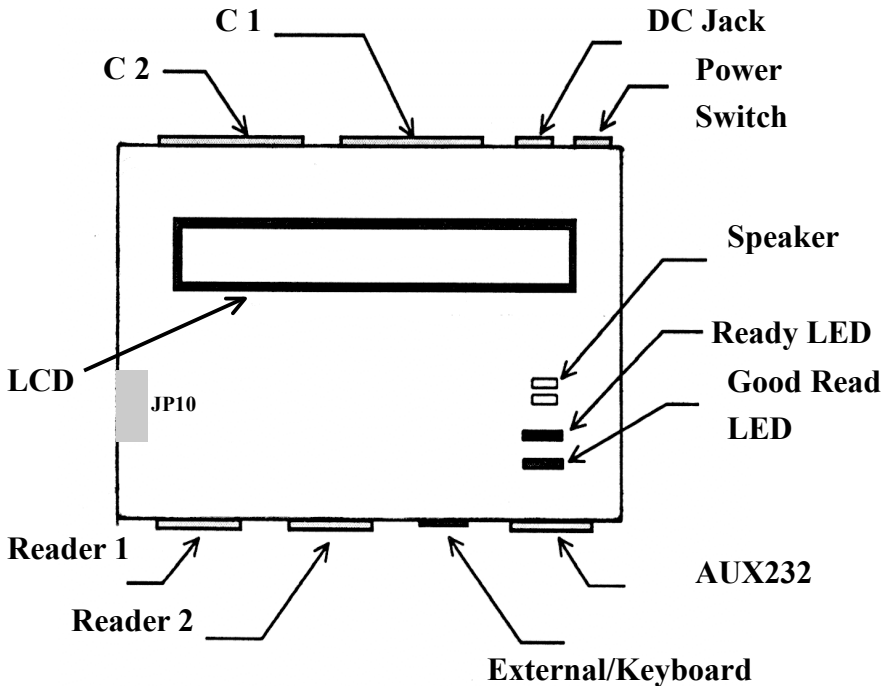 C 1
DC Jack
C 2
Power
Switch
Speaker
Ready LED
LCD
Good Read
LED
JP10
Reader 1
AUX232
Reader 2
External/Keyboard